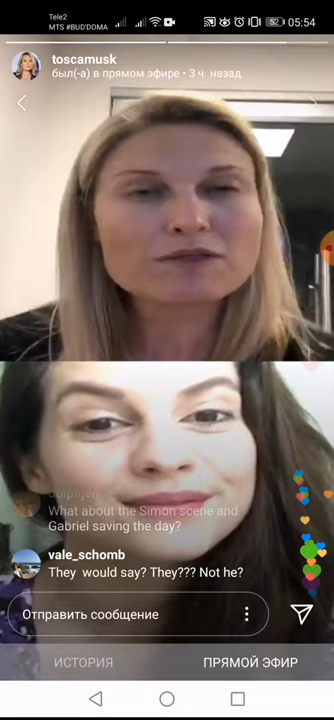 Tele2
MTS #BUD'DOMA
52
05:54
toscamusk
был(-а) в прямом эфире • 3 ч. назад
What about the Simon scene and
Gabriel saving the day?
vale_schomb
They would say? They??? Not he?
Отправить сообщение
ИСТОРИЯ
ПРЯМОЙ ЭФИР